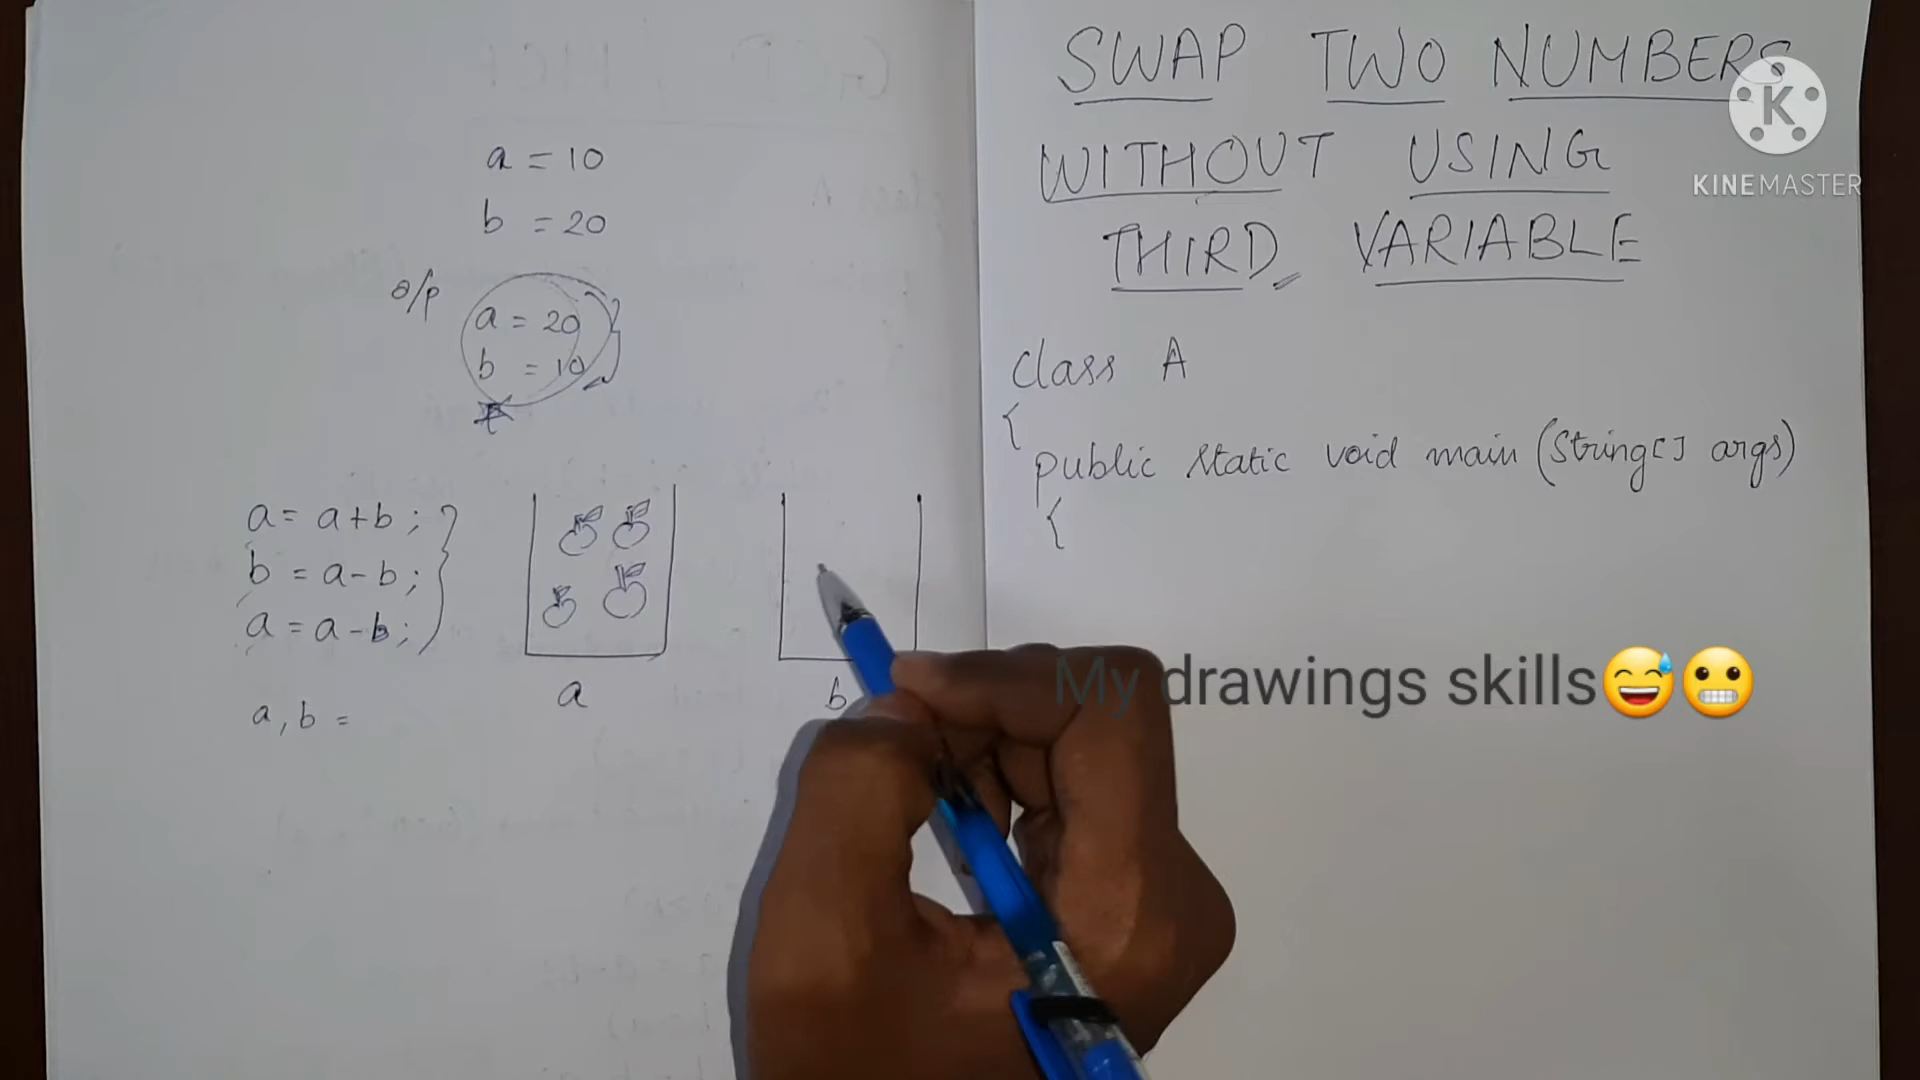 a = 10
b = 20
o/p
a = 20
b = 10
a = a+b ;
b = a-b ;
a = a-b ;
a, b =
a
b
SWAP TWO NUMBERS
WITHOUT USING
THIRD VARIABLE
class A
{
public static void main (String[] args)
{
My drawings skills😅😬
K
KINEMASTER